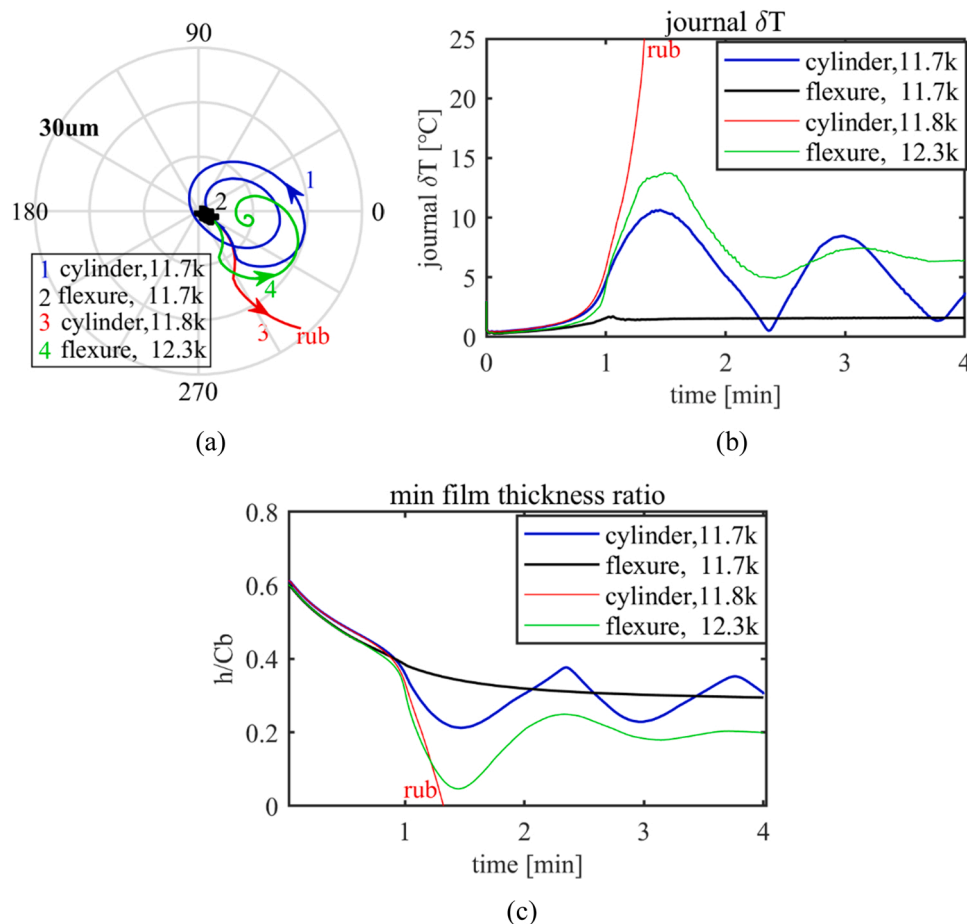 90
30um
1
2
180
0
1 cylinder,11.7k
2 flexure, 11.7k
3 cylinder,11.8k
4 flexure, 12.3k
4
3 rub
270
(a)
journal δT
25
20
15
10
5
0
journal δT [°C]
rub
cylinder,11.7k
flexure, 11.7k
cylinder,11.8k
flexure, 12.3k
0 1 2 3 4
time [min]
(b)
min film thickness ratio
0.8
0.6
0.4
0.2
0
h/Cb
cylinder,11.7k
flexure, 11.7k
cylinder,11.8k
flexure, 12.3k
rub
1 2 3 4
time [min]
(c)